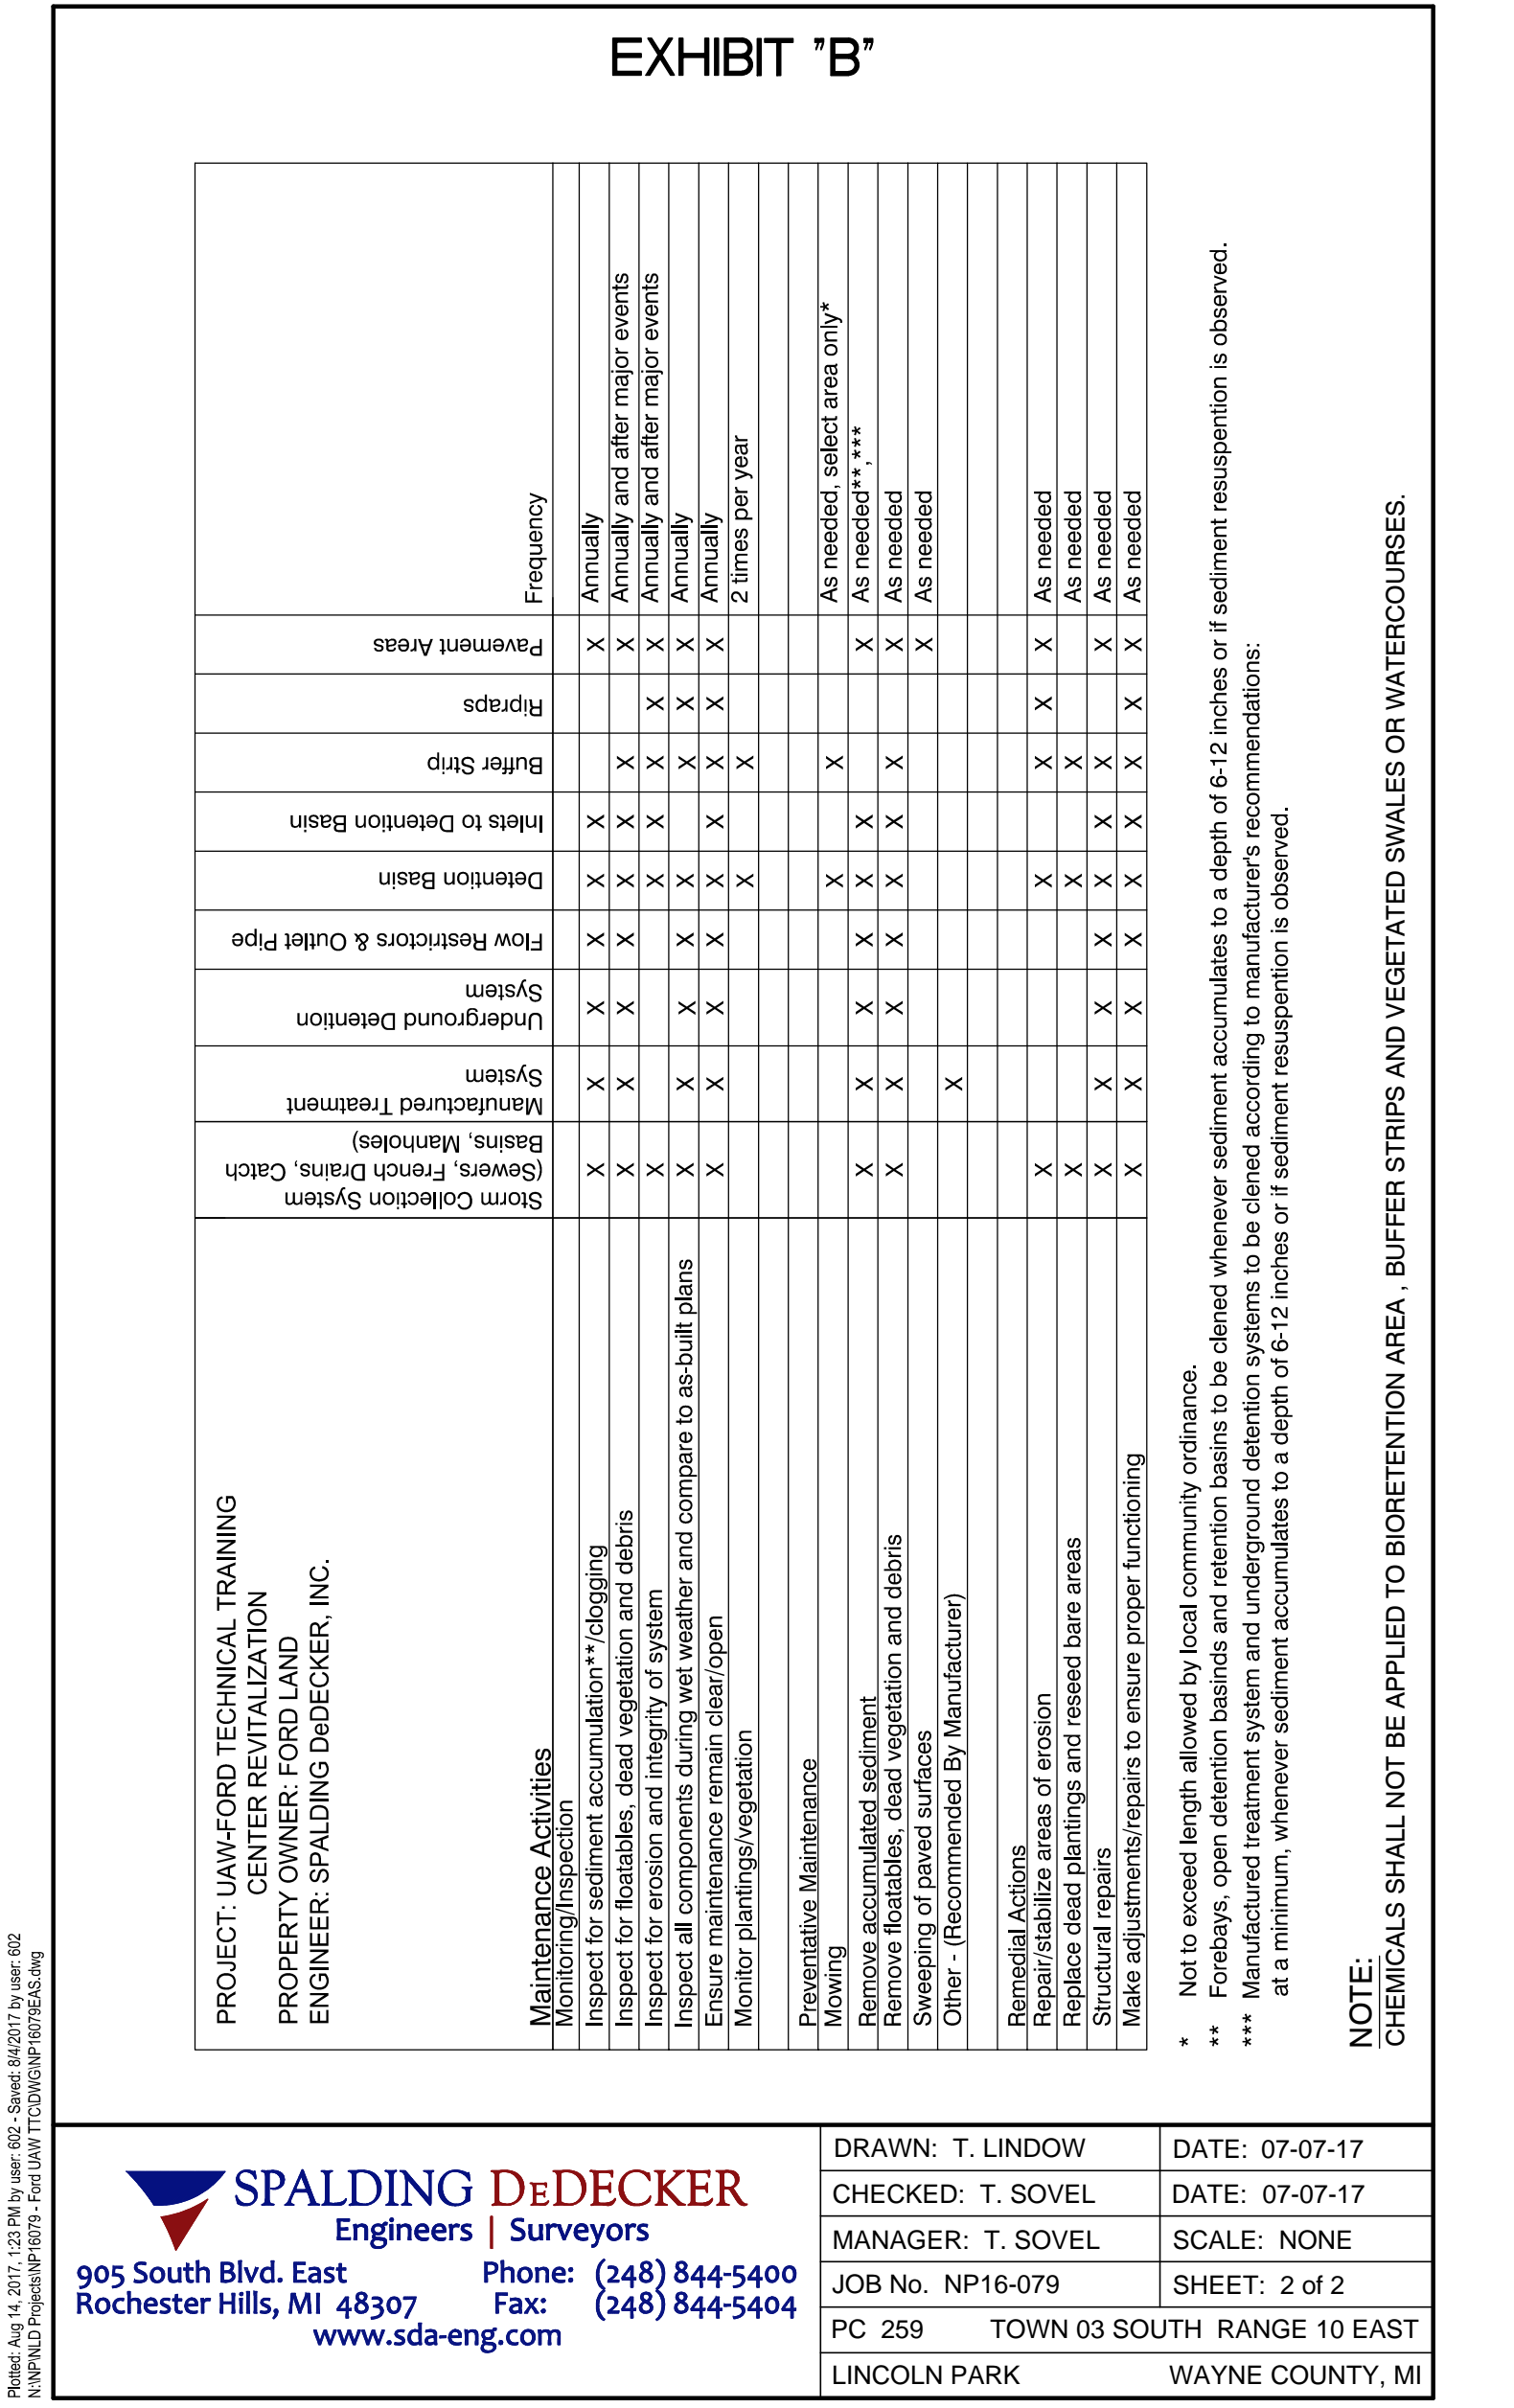 EXHIBIT "B"
PROJECT: UAW-FORD TECHNICAL TRAINING
CENTER REVITALIZATION
PROPERTY OWNER: FORD LAND
ENGINEER: SPALDING DeDECKER, INC.
Maintenance Activities
Storm Collection System
(Sewers, French Drains, Catch
Basins, Manholes)
Manufactured Treatment
System
Underground Detention
System
Flow Restrictors & Outlet Pipe
Detention Basin
Inlets to Detention Basin
Buffer Strip
Ripraps
Pavement Areas
Frequency
Monitoring/Inspection
Inspect for sediment accumulation**/clogging X X X X X X X Annually
Inspect for floatables, dead vegetation and debris X X X X X X X X Annually and after major events
Inspect for erosion and integrity of system X X X X X X Annually and after major events
Inspect all components during wet weather and compare to as-built plans X X X X X X X X Annually
Ensure maintenance remain clear/open X X X X X X X X X Annually
Monitor plantings/vegetation X X 2 times per year
Preventative Maintenance
Mowing X X As needed, select area only*
Remove accumulated sediment X X X X X X X As needed**,***
Remove floatables, dead vegetation and debris X X X X X X X X As needed
Sweeping of paved surfaces X As needed
Other - (Recommended By Manufacturer) X
Remedial Actions
Repair/stabilize areas of erosion X X X X X As needed
Replace dead plantings and reseed bare areas X X X As needed
Structural repairs X X X X X X X X As needed
Make adjustments/repairs to ensure proper functioning X X X X X X X X X As needed
* Not to exceed length allowed by local community ordinance.
** Forebays, open detention basinds and retention basins to be clened whenever sediment accumulates to a depth of 6-12 inches or if sediment resuspention is observed.
*** Manufactured treatment system and underground detention systems to be clened according to manufacturer's recommendations:
at a minimum, whenever sediment accumulates to a depth of 6-12 inches or if sediment resuspention is observed.
NOTE:
CHEMICALS SHALL NOT BE APPLIED TO BIORETENTION AREA , BUFFER STRIPS AND VEGETATED SWALES OR WATERCOURSES.
Plotted: Aug 14, 2017, 1:23 PM by user: 602 - Saved: 8/4/2017 by user: 602
N:\NP\NLD Projects\NP16079 - Ford UAW TTC\DWG\NP16079EAS.dwg
SPALDING DEDECKER
Engineers | Surveyors
905 South Blvd. East Phone: (248) 844-5400
Rochester Hills, MI 48307 Fax: (248) 844-5404
www.sda-eng.com
DRAWN: T. LINDOW DATE: 07-07-17
CHECKED: T. SOVEL DATE: 07-07-17
MANAGER: T. SOVEL SCALE: NONE
JOB No. NP16-079 SHEET: 2 of 2
PC 259 TOWN 03 SOUTH RANGE 10 EAST
LINCOLN PARK WAYNE COUNTY, MI